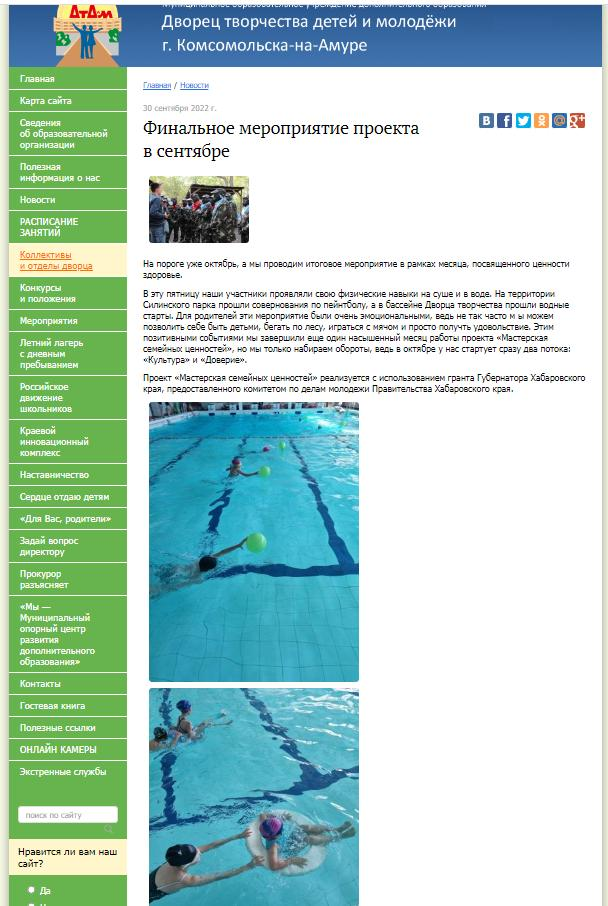 ДТДиМ
Муниципальное образовательное учреждение дополнительного образования
Дворец творчества детей и молодёжи
г. Комсомольска-на-Амуре
Главная
Карта сайта
Сведения
об образовательной
организации
Полезная
информация о нас
Новости
РАСПИСАНИЕ
ЗАНЯТИЙ
Коллективы
и отделы дворца
Конкурсы
и положения
Мероприятия
Летний лагерь
с дневным
пребыванием
Российское
движение
школьников
Краевой
инновационный
комплекс
Наставничество
Сердце отдаю детям
«Для Вас, родители»
Задай вопрос
директору
Прокурор
разъясняет
«Мы —
Муниципальный
опорный центр
развития
дополнительного
образования»
Контакты
Гостевая книга
Полезные ссылки
ОНЛАЙН КАМЕРЫ
Экстренные службы
поиск по сайту
Нравится ли вам наш
сайт?
Да
Главная / Новости
30 сентября 2022 г.
Финальное мероприятие проекта
в сентябре
На пороге уже октябрь, а мы проводим итоговое мероприятие в рамках месяца, посвященного ценности
здоровье.
В эту пятницу наши участники проявляли свою физические навыки на суше и в воде. На территории
Силинского парка прошли совернования по пейнтболу, а в бассейне Дворца творчества прошли водные
старты. Для родителей эти мероприятие были очень эмоциональными, ведь не так часто м ы можем
позволить себе быть детьми, бегать по лесу, играться с мячом и просто получть удовольствие. Этим
позитивными событиями мы завершили еще один насышенный месяц работы проекта «Мастерская
семейных ценностей», но мы только набираем обороты, ведь в октябре у нас стартует сразу два потока:
«Культура» и «Доверие».
Проект «Мастерская семейных ценностей» реализуется с использованием гранта Губернатора Хабаровского
края, предоставленного комитетом по делам молодежи Правительства Хабаровского края.